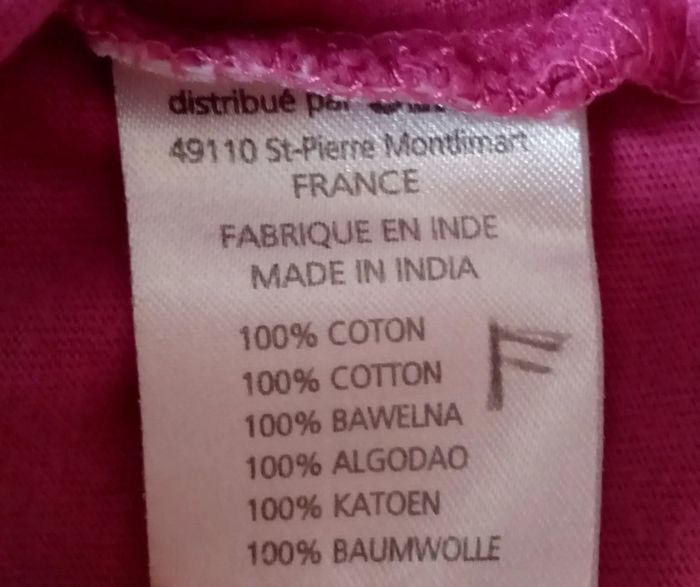 distribué par
49110 St-Pierre Montlimart
FRANCE
FABRIQUE EN INDE
MADE IN INDIA
100% COTON
100% COTTON
100% BAWELNA
100% ALGODAO
100% KATOEN
100% BAUMWOLLE
F